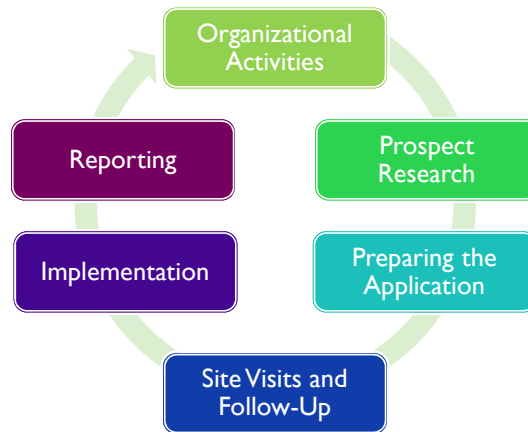 Organizational
Activities
Prospect
Research
Preparing the
Application
Site Visits and
Follow-Up
Implementation
Reporting